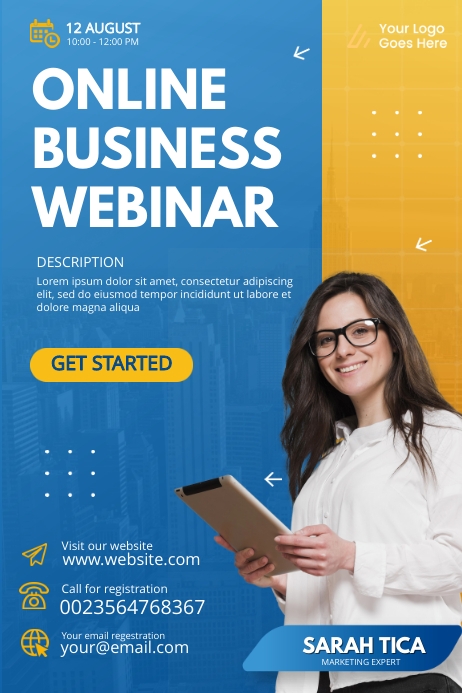 12 AUGUST
10:00 - 12:00 PM
Your Logo
Goes Here
ONLINE
BUSINESS
WEBINAR
DESCRIPTION
Lorem ipsum dolor sit amet, consectetur adipiscing
elit, sed do eiusmod tempor incididunt ut labore et
dolore magna aliqua
GET STARTED
Visit our website
www.website.com
Call for registration
0023564768367
Your email regestration
your@email.com
SARAH TICA
MARKETING EXPERT